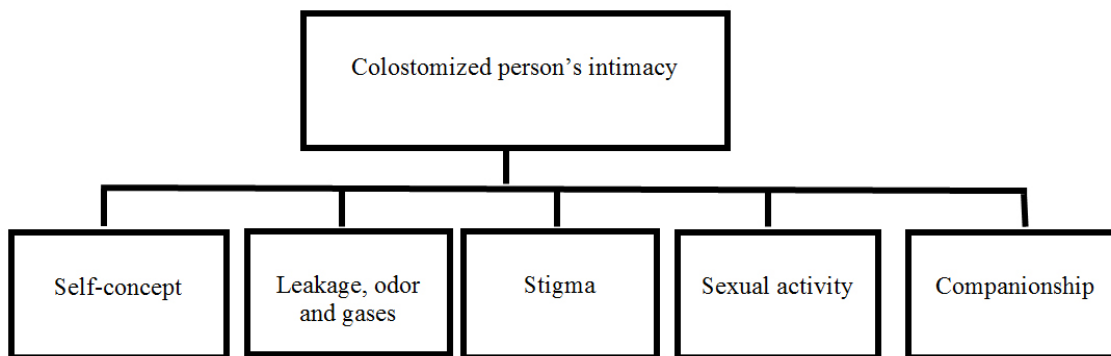 Colostomized person’s intimacy
Self-concept
Leakage, odor
and gases
Stigma
Sexual activity
Companionship